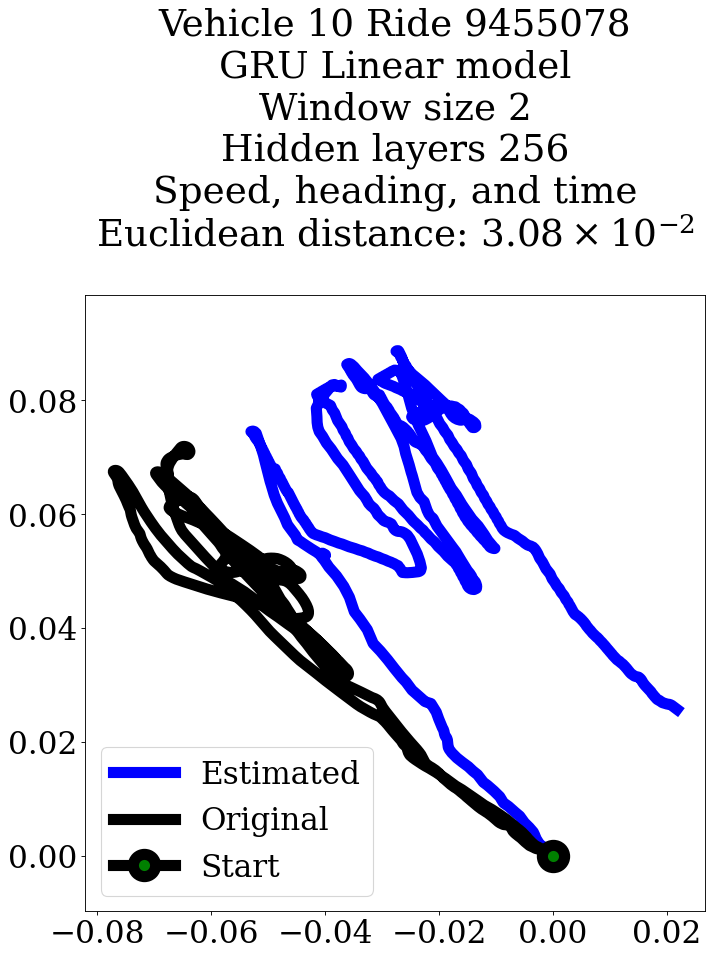 Vehicle 10 Ride 9455078
GRU Linear model
Window size 2
Hidden layers 256
Speed, heading, and time
Euclidean distance: 3.08 × 10⁻²
0.08
0.06
0.04
0.02
0.00
Estimated
Original
Start
−0.08 −0.06 −0.04 −0.02 0.00 0.02